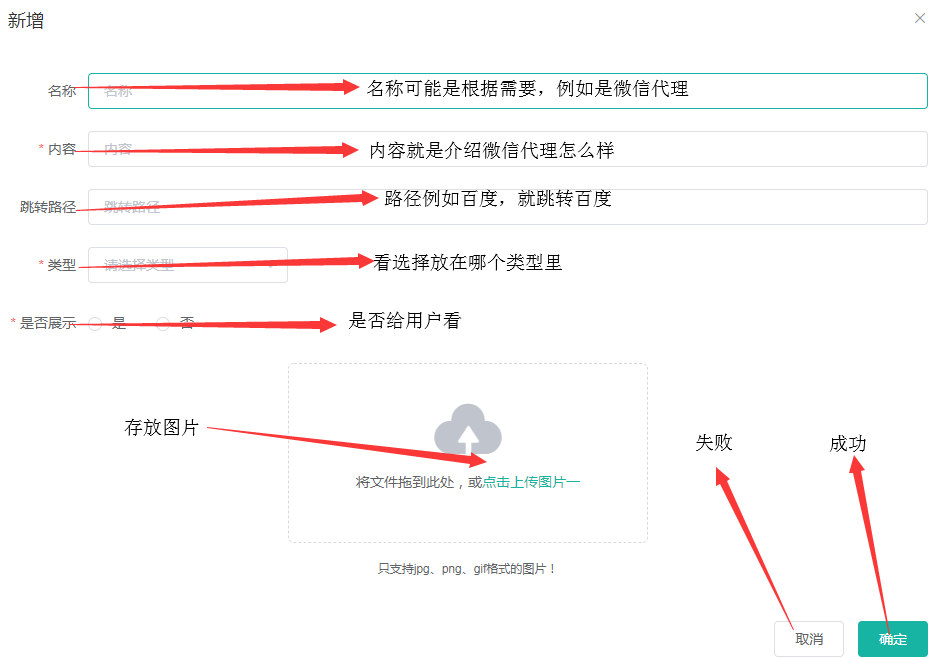 新增
名称
名称
名称可能是根据需要，例如是微信代理
* 内容
内容
内容就是介绍微信代理怎么样
跳转路径
跳转路径
路径例如百度，就跳转百度
* 类型
请选择类型
看选择放在哪个类型里
* 是否展示
是
否
是否给用户看
存放图片
将文件拖到此处，或点击上传图片一
只支持jpg、png、gif格式的图片！
失败
成功
取消
确定